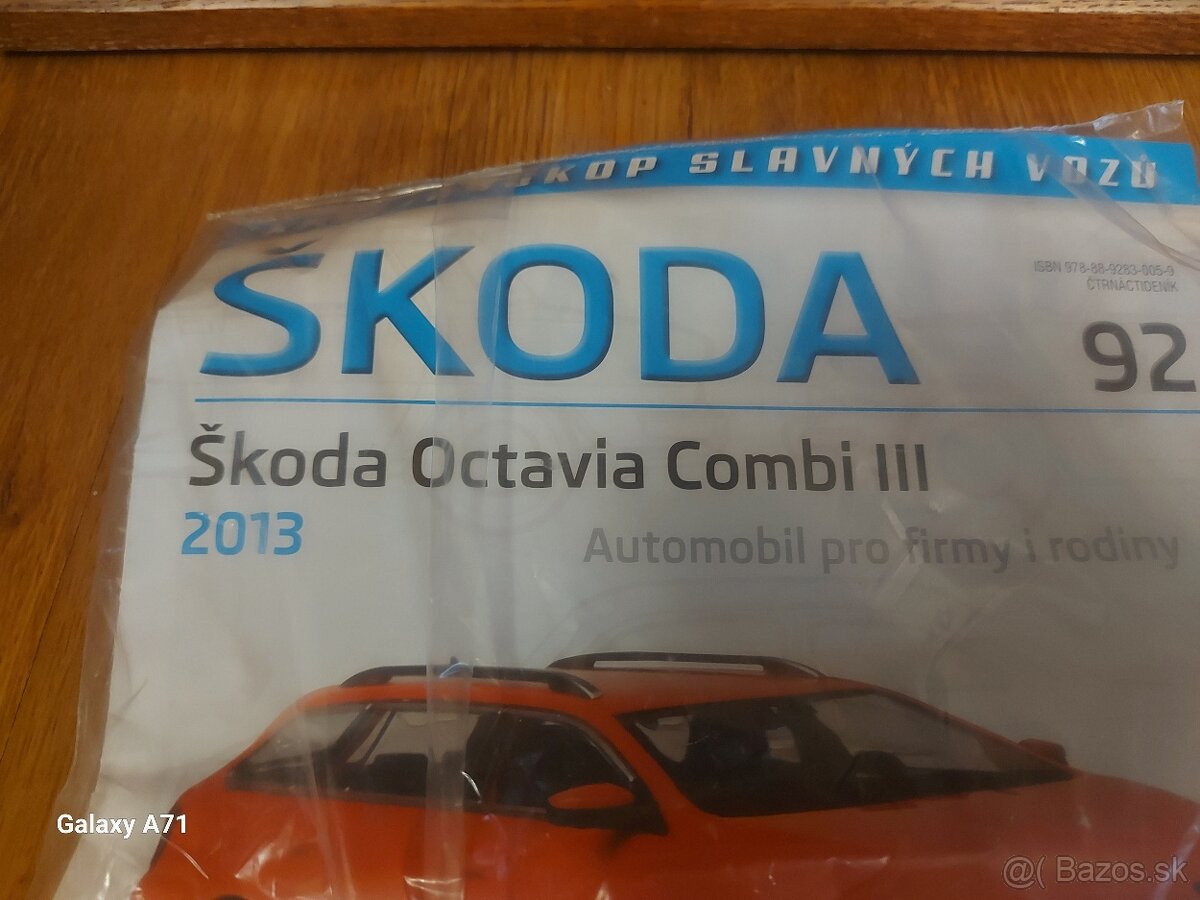 SLAVNÝCH VOZŮ
ŠKODA
ISBN 978-88-9283-005-9
ČTRNÁCTIDENÍK
92
Škoda Octavia Combi III
2013
Automobil pro firmy i rodiny
Galaxy A71
@( Bazos.sk